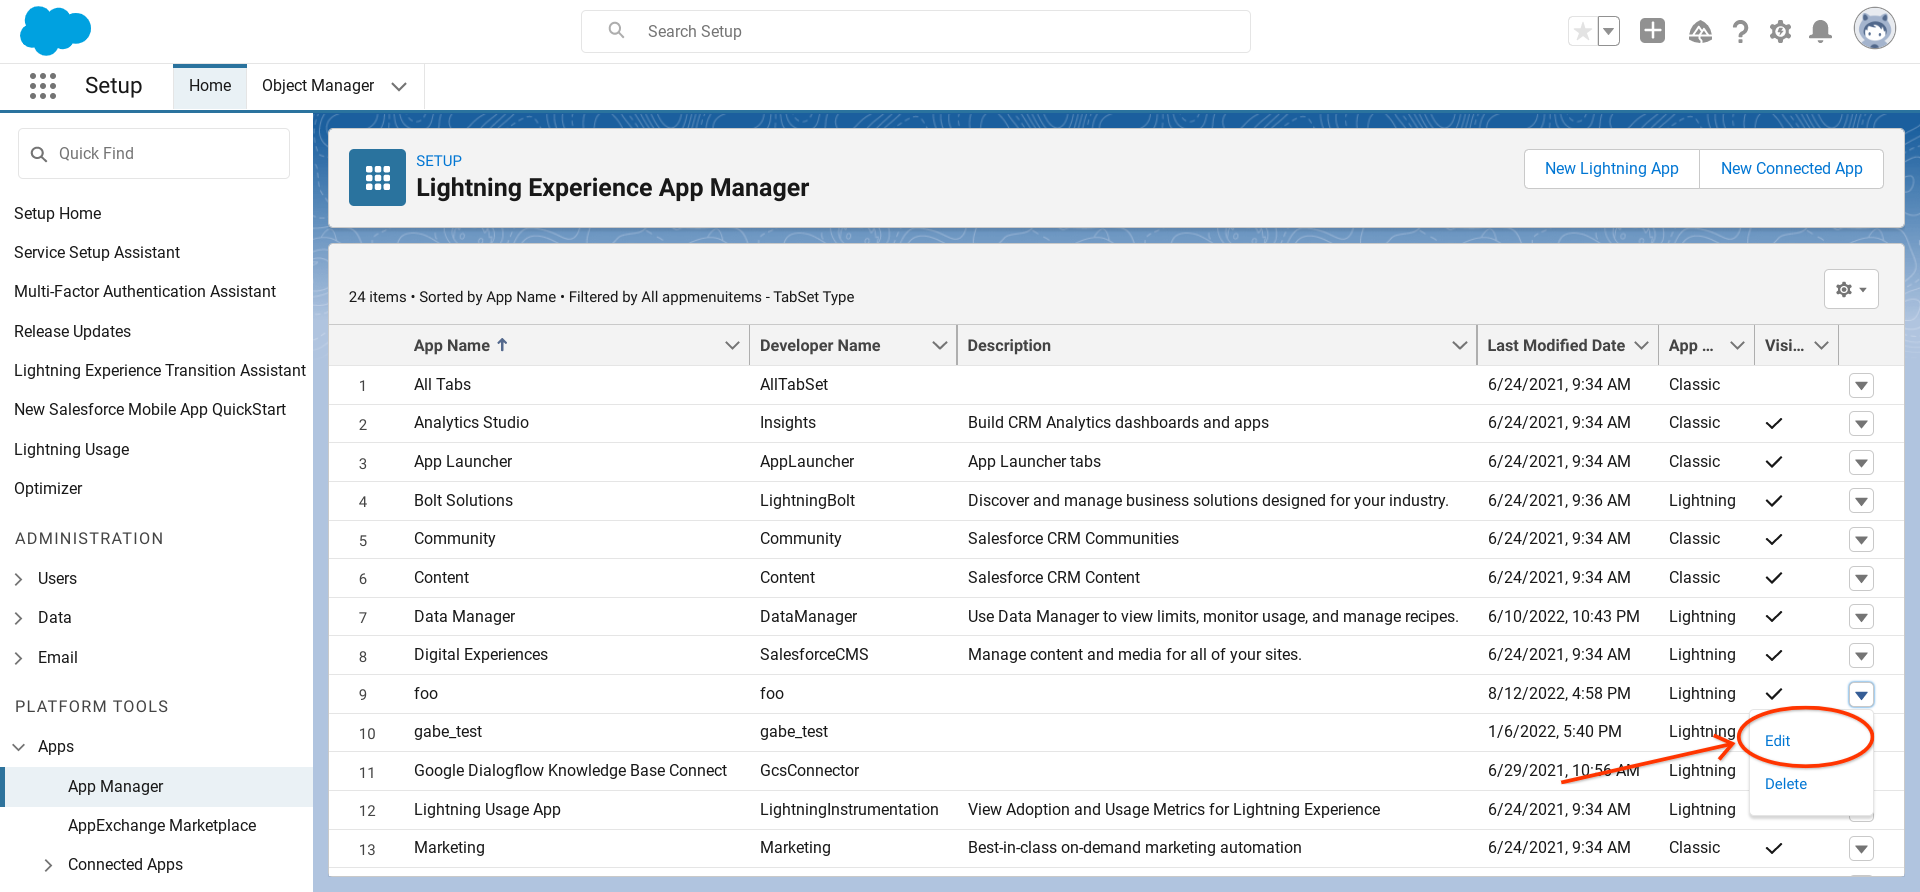 Search Setup
Setup
Home
Object Manager
Quick Find
Setup Home
Service Setup Assistant
Multi-Factor Authentication Assistant
Release Updates
Lightning Experience Transition Assistant
New Salesforce Mobile App QuickStart
Lightning Usage
Optimizer
ADMINISTRATION
Users
Data
Email
PLATFORM TOOLS
Apps
App Manager
AppExchange Marketplace
Connected Apps
SETUP
Lightning Experience App Manager
New Lightning App
New Connected App
24 items • Sorted by App Name • Filtered by All appmenuitems - TabSet Type
App Name Developer Name Description Last Modified Date App ... Visi...
1 All Tabs AllTabSet 6/24/2021, 9:34 AM Classic
2 Analytics Studio Insights Build CRM Analytics dashboards and apps 6/24/2021, 9:34 AM Classic
3 App Launcher AppLauncher App Launcher tabs 6/24/2021, 9:34 AM Classic
4 Bolt Solutions LightningBolt Discover and manage business solutions designed for your industry. 6/24/2021, 9:36 AM Lightning
5 Community Community Salesforce CRM Communities 6/24/2021, 9:34 AM Classic
6 Content Content Salesforce CRM Content 6/24/2021, 9:34 AM Classic
7 Data Manager DataManager Use Data Manager to view limits, monitor usage, and manage recipes. 6/10/2022, 10:43 PM Lightning
8 Digital Experiences SalesforceCMS Manage content and media for all of your sites. 6/24/2021, 9:34 AM Lightning
9 foo foo 8/12/2022, 4:58 PM Lightning
10 gabe_test gabe_test 1/6/2022, 5:40 PM Lightning
11 Google Dialogflow Knowledge Base Connect GcsConnector 6/29/2021, 10:56 AM Lightning
12 Lightning Usage App LightningInstrumentation View Adoption and Usage Metrics for Lightning Experience 6/24/2021, 9:34 AM Lightning
13 Marketing Marketing Best-in-class on-demand marketing automation 6/24/2021, 9:34 AM Classic
Edit
Delete